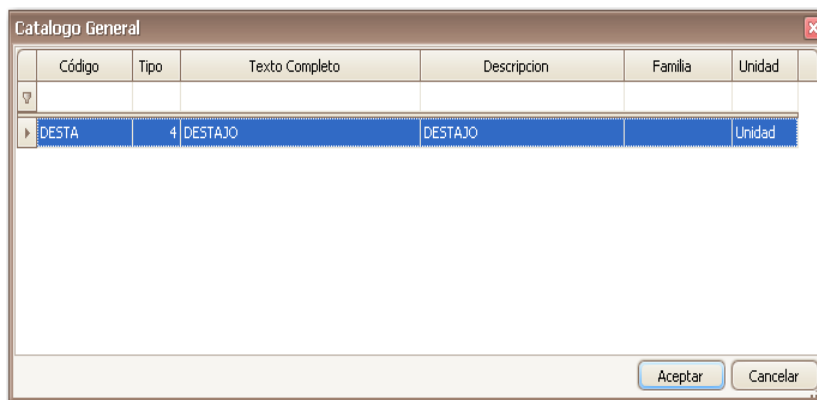 Catalogo General
Código Tipo Texto Completo Descripcion Familia Unidad
DESTA 4 DESTAJO DESTAJO Unidad
Aceptar Cancelar